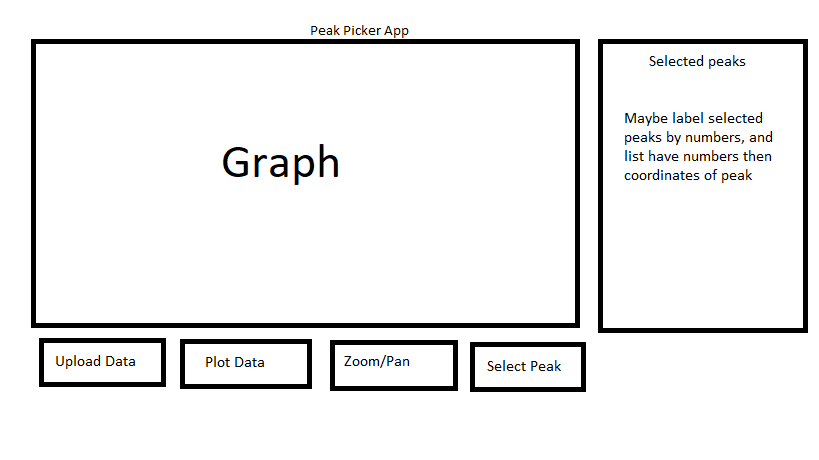 Peak Picker App
Graph
Selected peaks
Maybe label selected
peaks by numbers, and
list have numbers then
coordinates of peak
Upload Data
Plot Data
Zoom/Pan
Select Peak